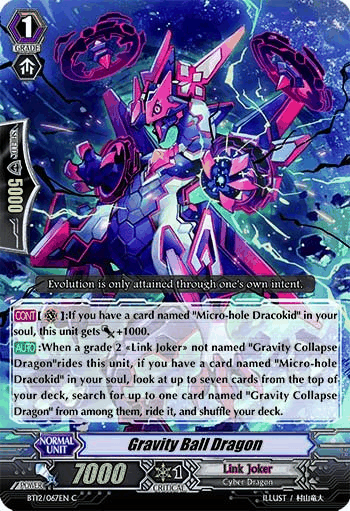 1
GRADE
SHIELD
5000
Evolution is only attained through one's own intent.
CONT [ ]:If you have a card named "Micro-hole Dracokid" in your
soul, this unit gets +1000.
AUTO :When a grade 2 «Link Joker» not named "Gravity Collapse
Dragon"rides this unit, if you have a card named "Micro-hole
Dracokid" in your soul, look at up to seven cards from the top of
your deck, search for up to one card named "Gravity Collapse
Dragon" from among them, ride it, and shuffle your deck.
NORMAL
UNIT
Gravity Ball Dragon
POWER
7000
1
CRITICAL
Link Joker
Cyber Dragon
BT12/067EN C
ILLUST / 村山竜大